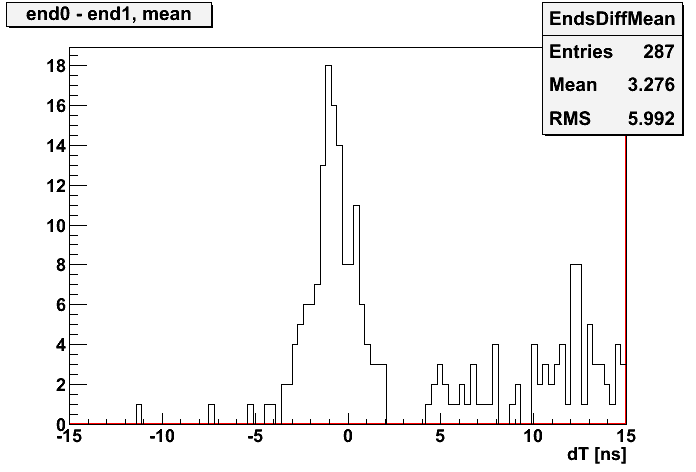 end0 - end1, mean
EndsDiffMean
Entries 287
Mean 3.276
RMS 5.992
18
16
14
12
10
8
6
4
2
0
-15 -10 -5 0 5 10 15
dT [ns]